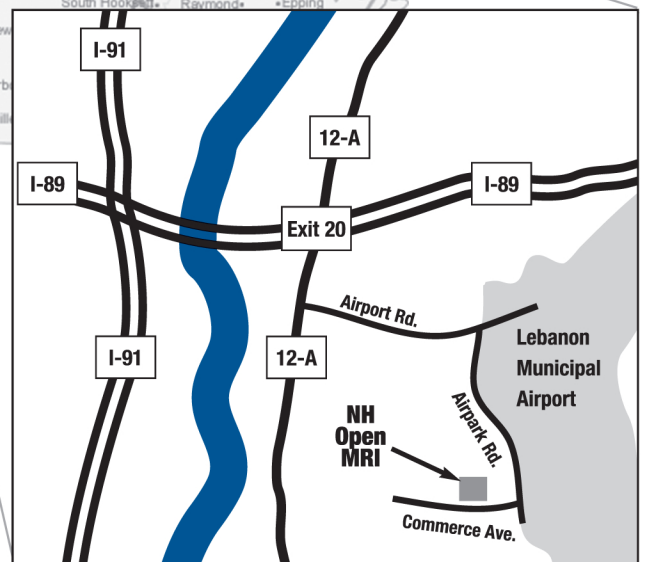 South Hook
Raymond•
•Epping
I-91
12-A
I-89
I-89
Exit 20
Airport Rd.
Lebanon
Municipal
Airport
I-91
12-A
Airpark Rd.
NH
Open
MRI
Commerce Ave.